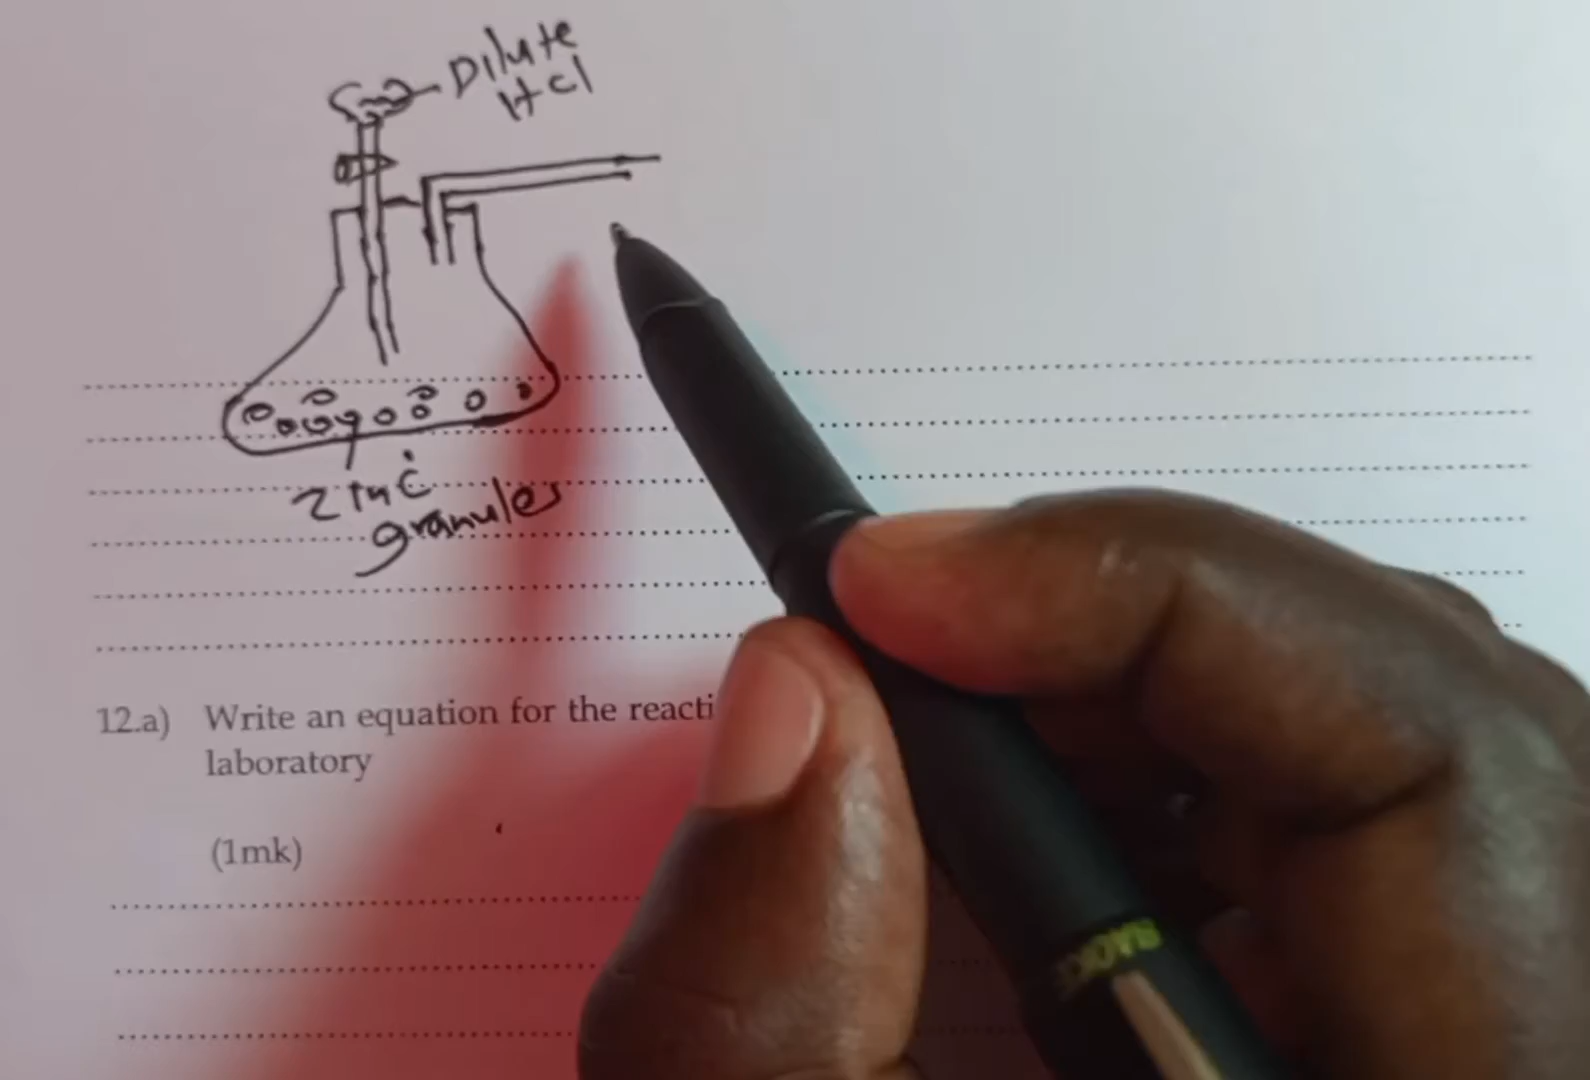 Dilute
HCl
Zinc
granules
12.a) Write an equation for the reacti
laboratory
(1mk)